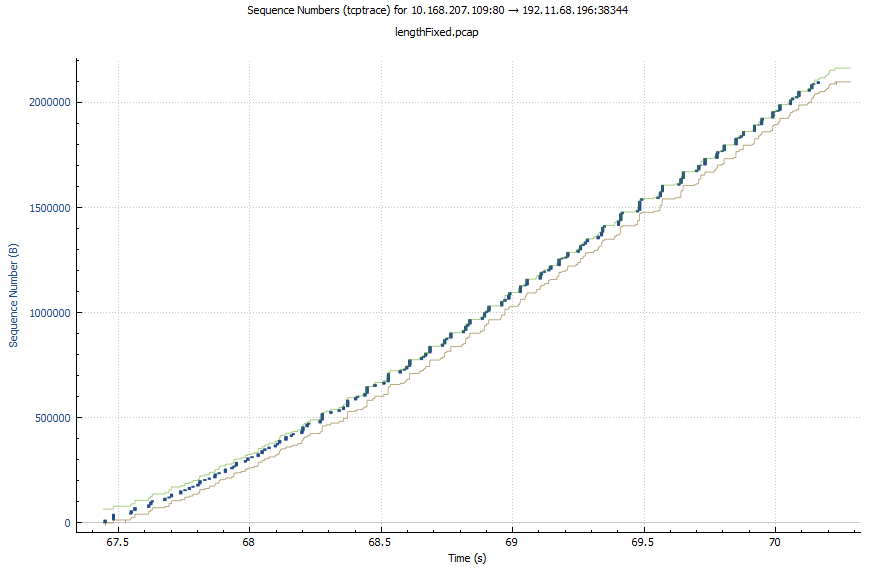 Sequence Numbers (tcptrace) for 10.168.207.109:80 → 192.11.68.196:38344
lengthFixed.pcap
Sequence Number (B)
2000000
1500000
1000000
500000
0
67.5 68 68.5 69 69.5 70
Time (s)